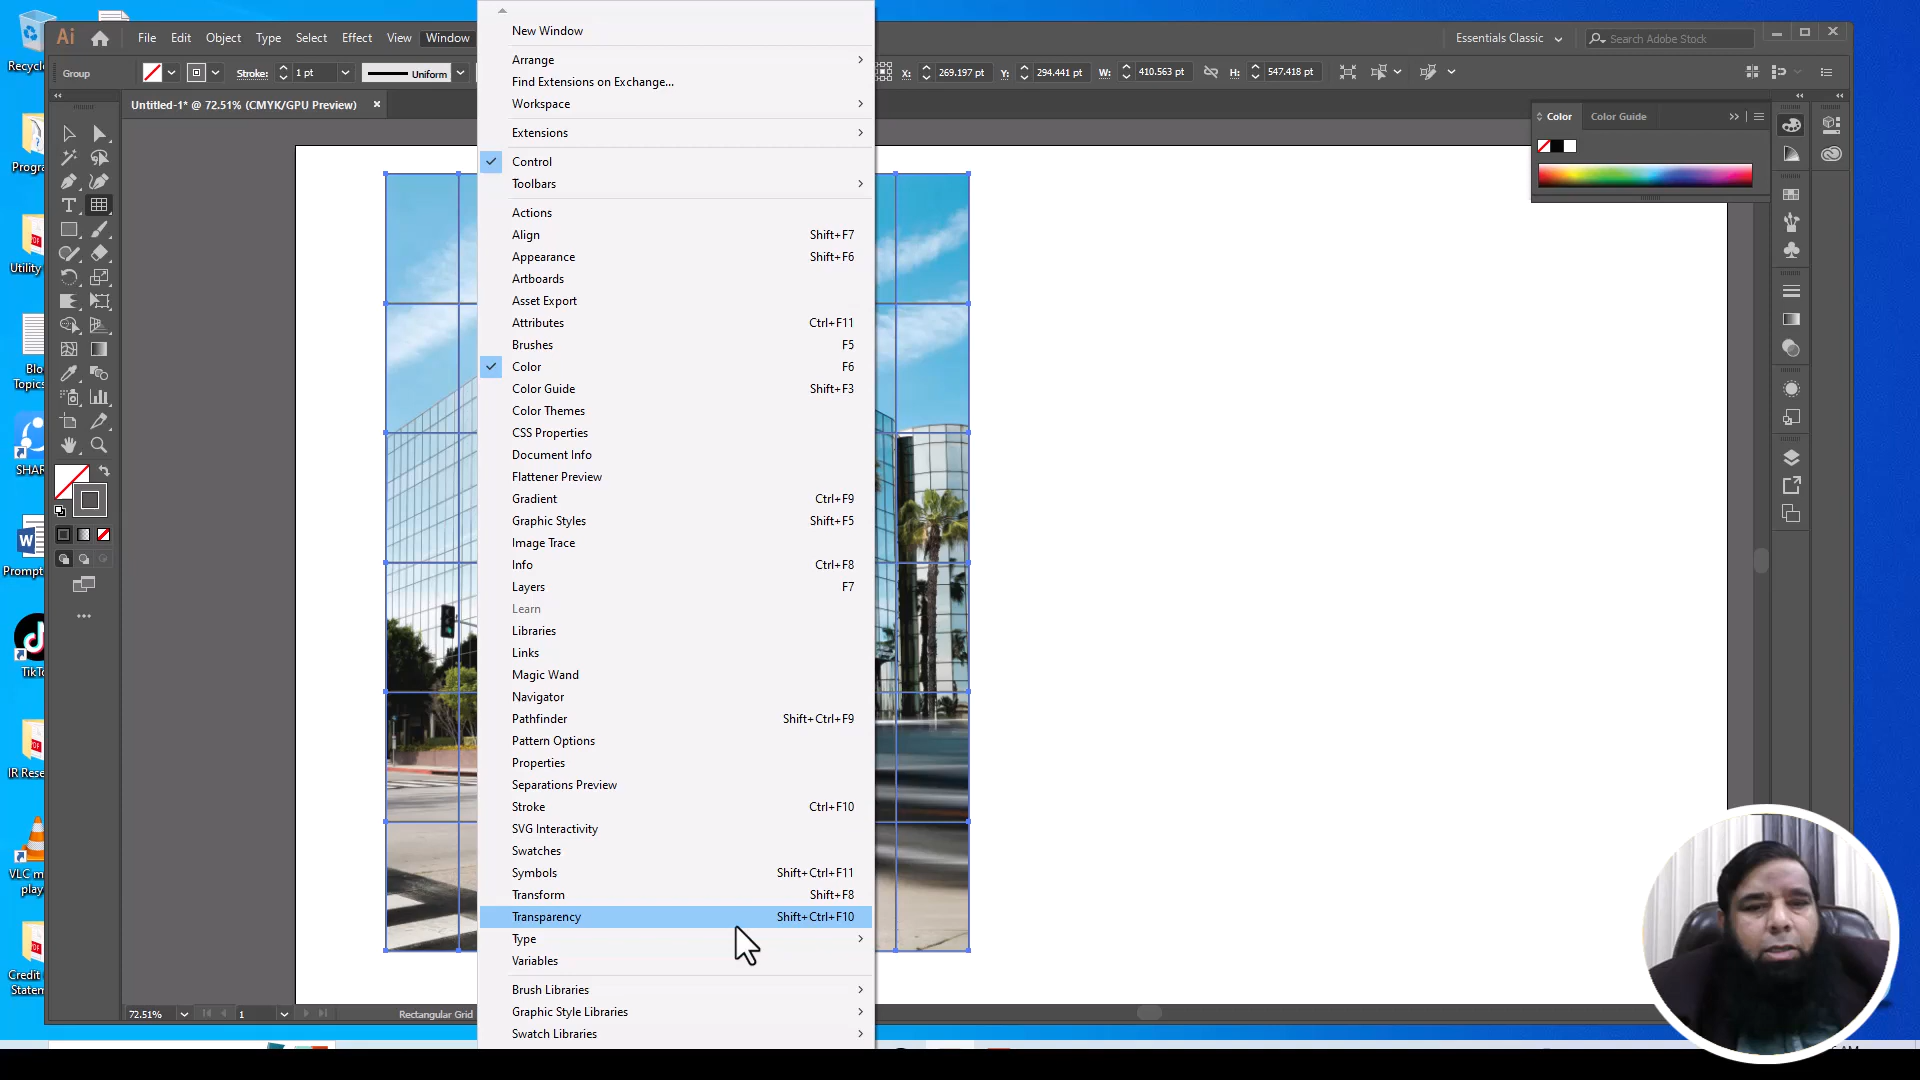 Recycle
Progra
Utility
Blo
Topics
SHAR
Prompt
TikTo
IR Rese
VLC m
play
Credit
Statem
Ai
File
Edit
Object
Type
Select
Effect
View
Window
Essentials Classic
Search Adobe Stock
Group
Stroke:
1 pt
Uniform
X:
269.197 pt
Y:
294.441 pt
W:
410.563 pt
H:
547.418 pt
Untitled-1* @ 72.51% (CMYK/GPU Preview)
New Window
Arrange
Find Extensions on Exchange...
Workspace
Extensions
Control
Toolbars
Actions
Align Shift+F7
Appearance Shift+F6
Artboards
Asset Export
Attributes Ctrl+F11
Brushes F5
Color F6
Color Guide Shift+F3
Color Themes
CSS Properties
Document Info
Flattener Preview
Gradient Ctrl+F9
Graphic Styles Shift+F5
Image Trace
Info Ctrl+F8
Layers F7
Learn
Libraries
Links
Magic Wand
Navigator
Pathfinder Shift+Ctrl+F9
Pattern Options
Properties
Separations Preview
Stroke Ctrl+F10
SVG Interactivity
Swatches
Symbols Shift+Ctrl+F11
Transform Shift+F8
Transparency Shift+Ctrl+F10
Type
Variables
Brush Libraries
Graphic Style Libraries
Swatch Libraries
Color
Color Guide
72.51%
1
Rectangular Grid